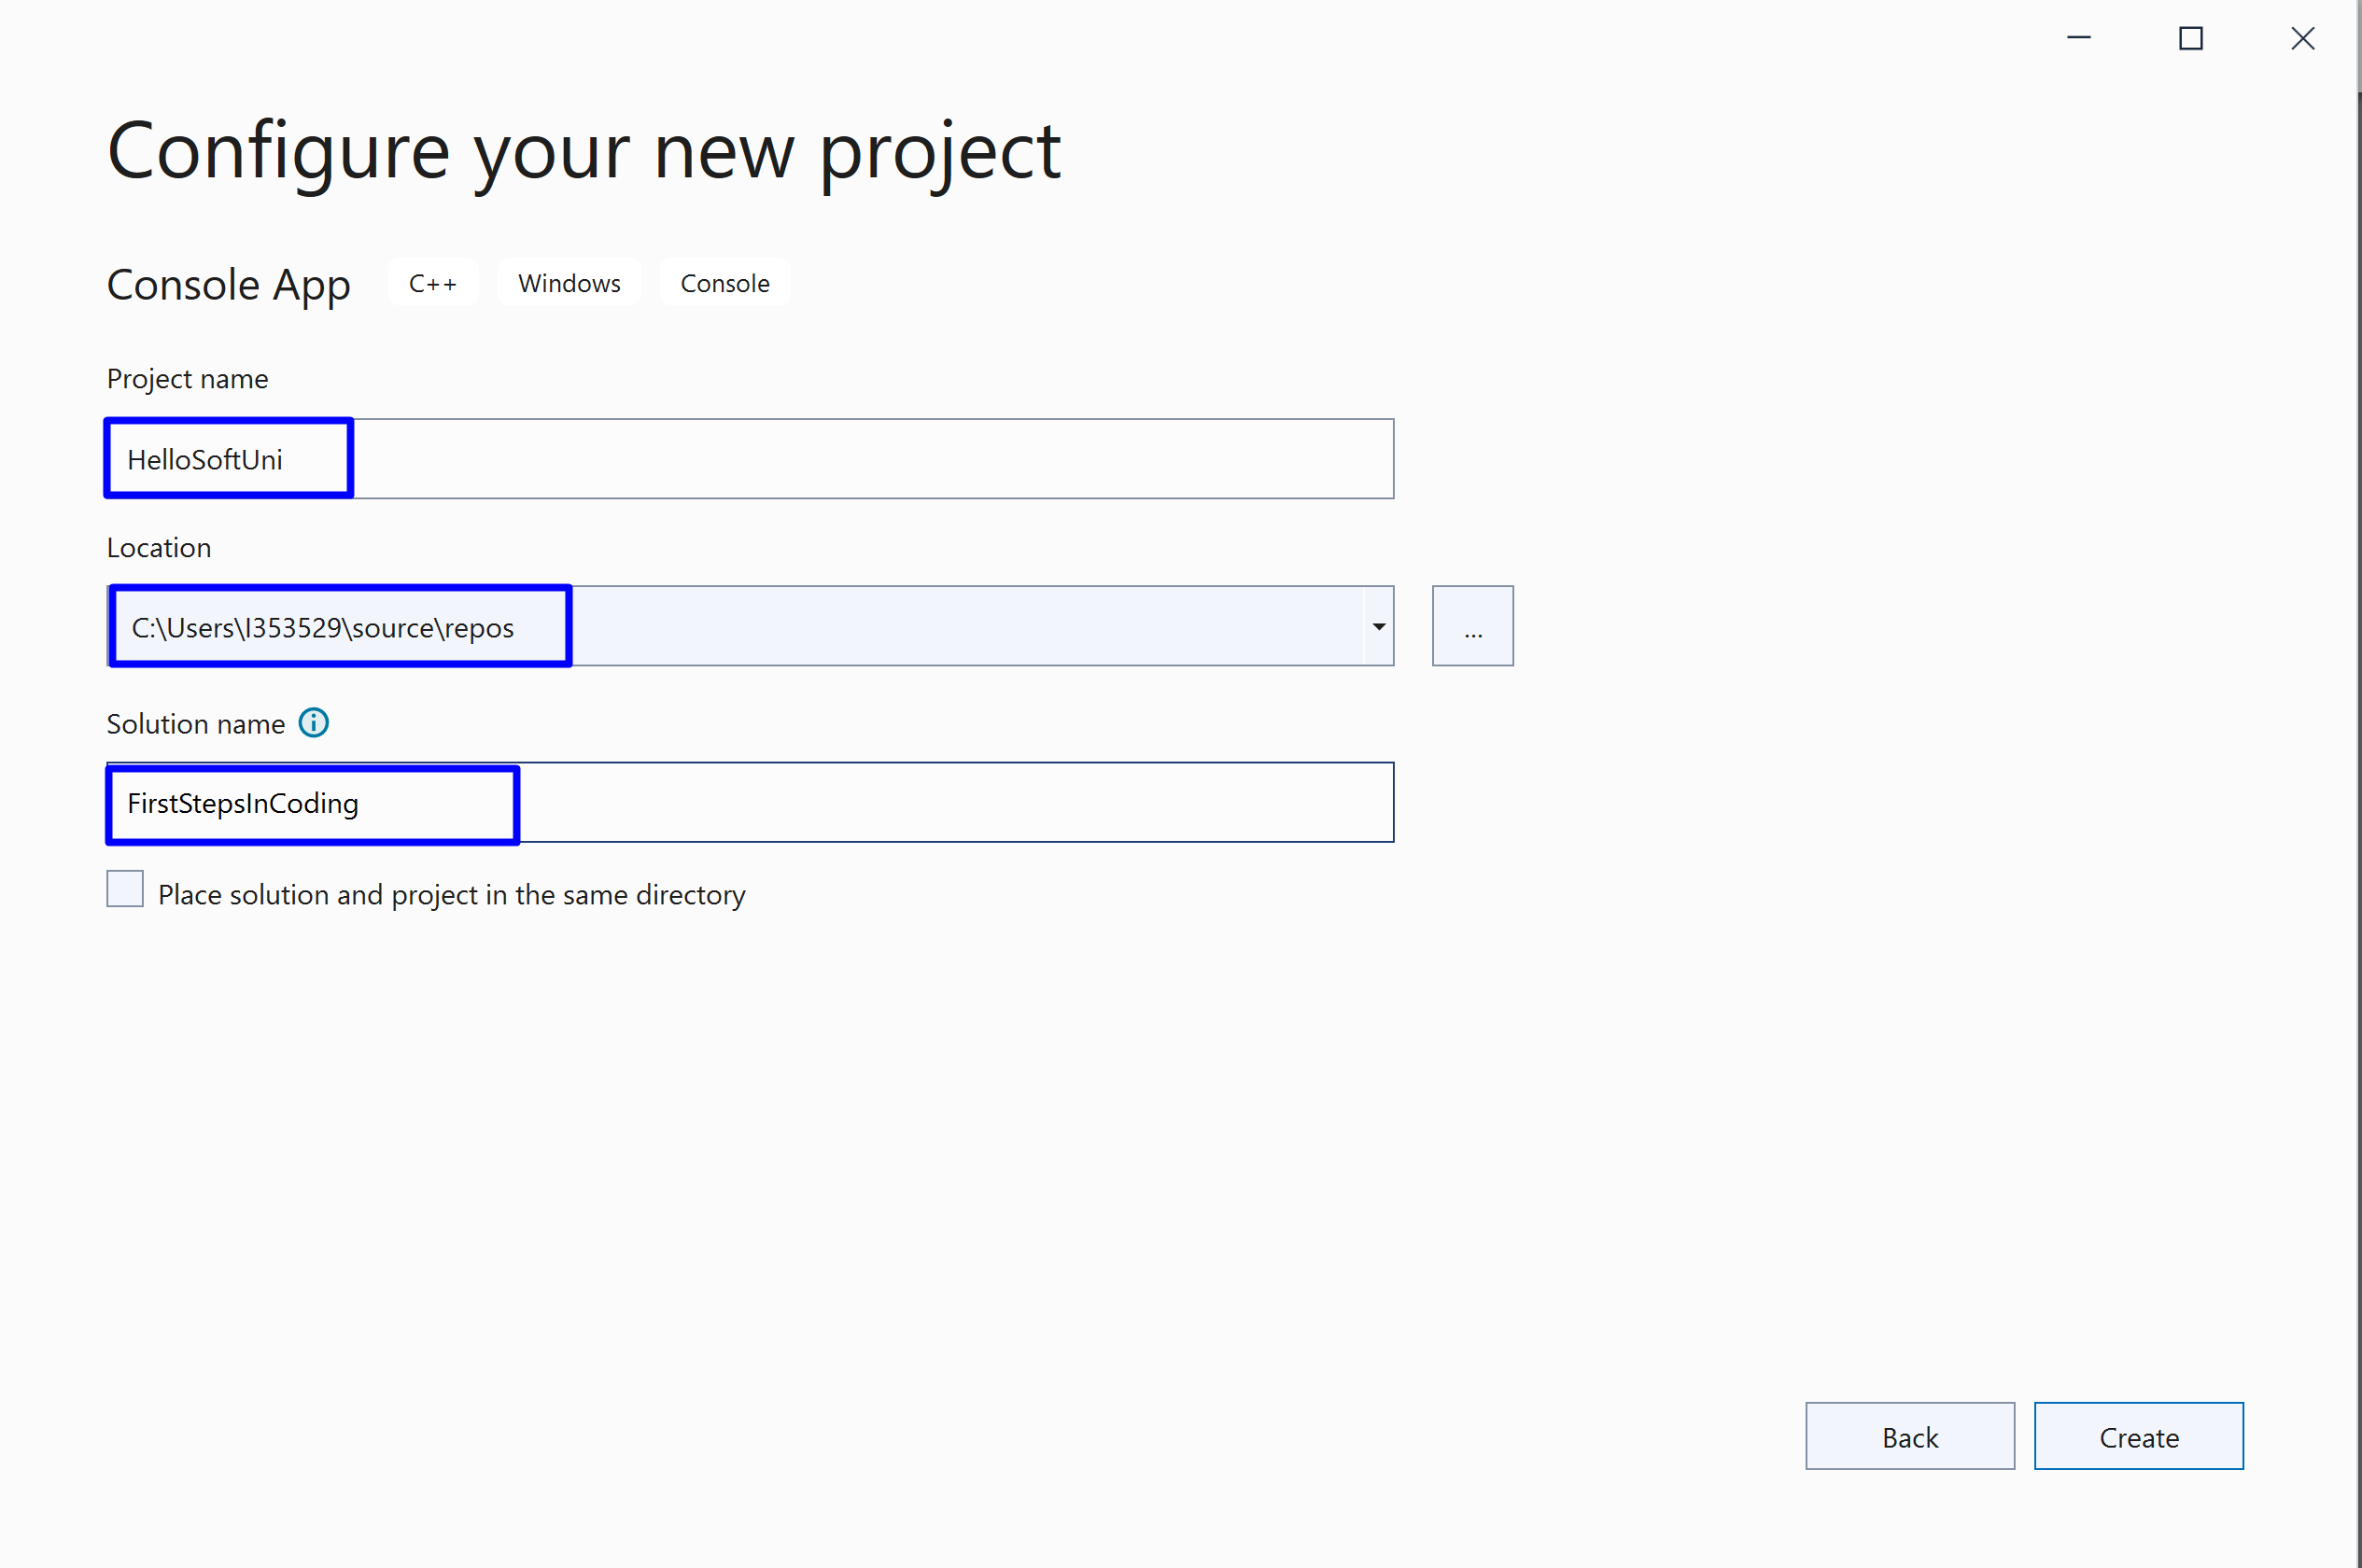 Configure your new project
Console App C++ Windows Console
Project name
HelloSoftUni
Location
C:\Users\I353529\source\repos
...
Solution name
FirstStepsInCoding
Place solution and project in the same directory
Back Create